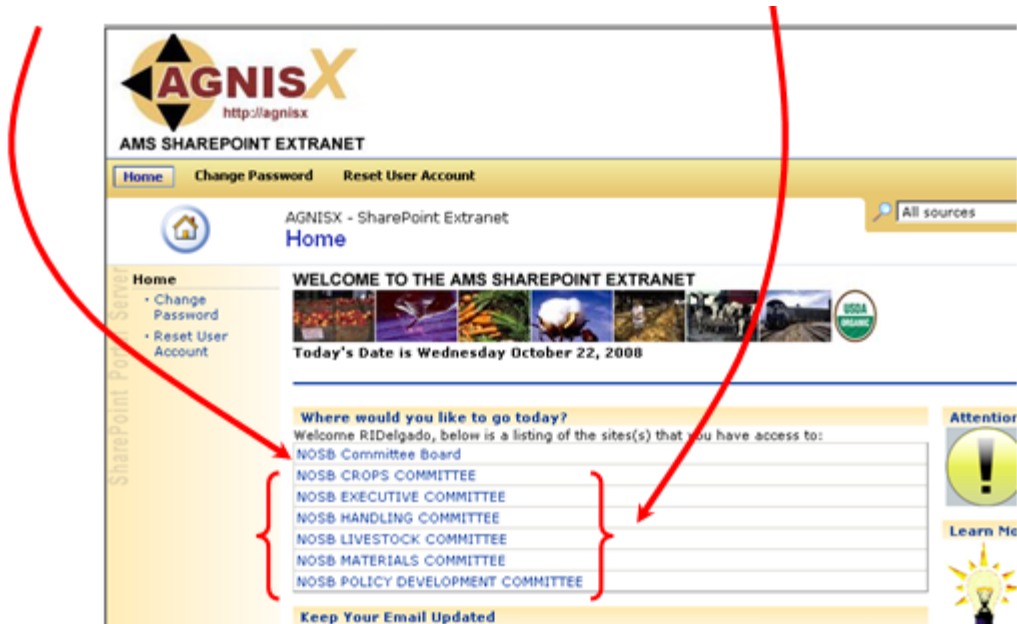 AGNISX
http://agnisx
AMS SHAREPOINT EXTRANET
Home Change Password Reset User Account
AGNISX - SharePoint Extranet
Home
All sources
SharePoint Portal Server
Home
· Change
Password
· Reset User
Account
WELCOME TO THE AMS SHAREPOINT EXTRANET
USDA
ORGANIC
Today's Date is Wednesday October 22, 2008
Where would you like to go today?
Welcome RIDelgado, below is a listing of the sites(s) that you have access to:
NOSB Committee Board
NOSB CROPS COMMITTEE
NOSB EXECUTIVE COMMITTEE
NOSB HANDLING COMMITTEE
NOSB LIVESTOCK COMMITTEE
NOSB MATERIALS COMMITTEE
NOSB POLICY DEVELOPMENT COMMITTEE
Keep Your Email Updated
Attention
Learn Mo